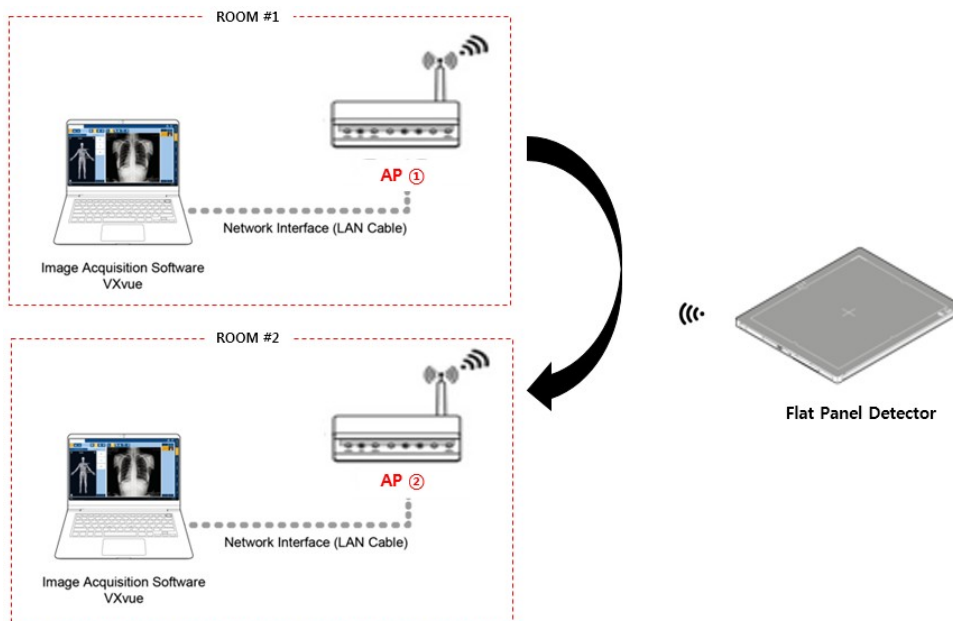 ROOM #1
AP ①
Network Interface (LAN Cable)
Image Acquisition Software
VXvue
ROOM #2
AP ②
Network Interface (LAN Cable)
Image Acquisition Software
VXvue
Flat Panel Detector